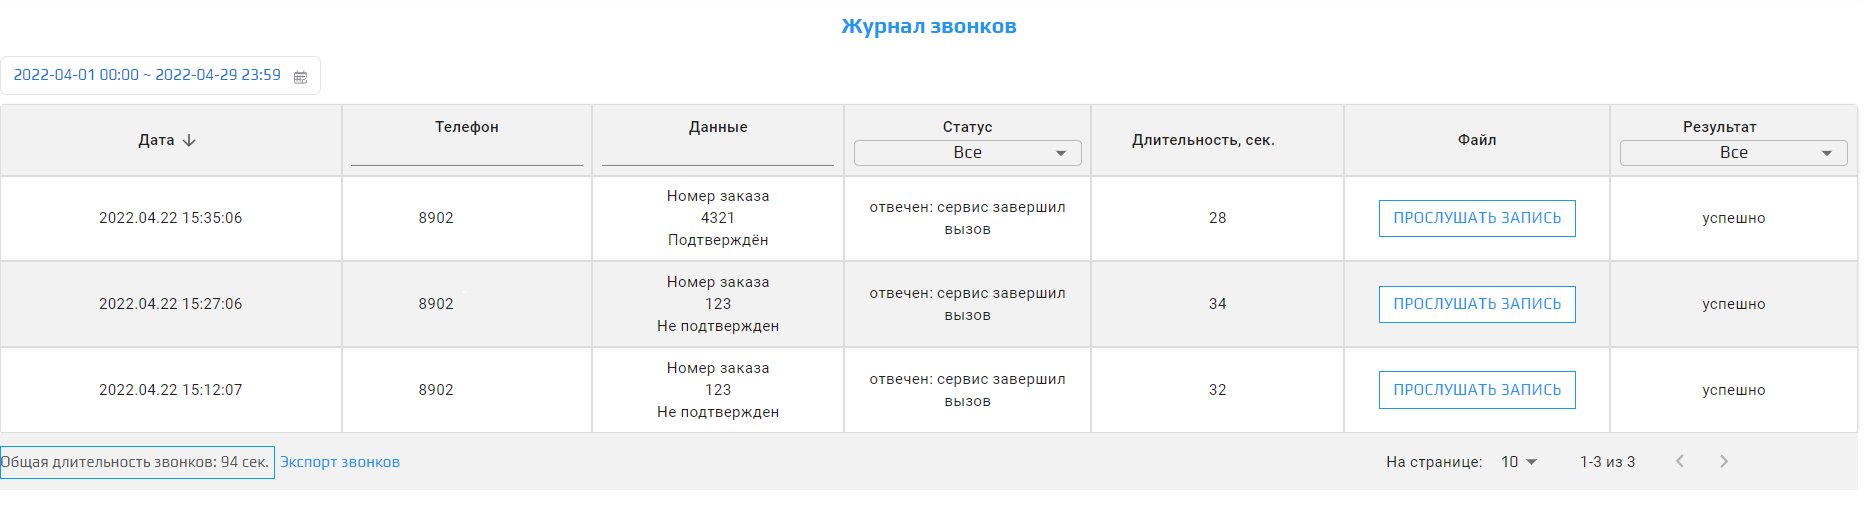 Журнал звонков
2022-04-01 00:00 ~ 2022-04-29 23:59
Дата Телефон Данные Статус Длительность, сек. Файл Результат
Все Все
2022.04.22 15:35:06 8902 Номер заказа 4321 Подтверждён отвечен: сервис завершил вызов 28 ПРОСЛУШАТЬ ЗАПИСЬ успешно
2022.04.22 15:27:06 8902 Номер заказа 123 Не подтвержден отвечен: сервис завершил вызов 34 ПРОСЛУШАТЬ ЗАПИСЬ успешно
2022.04.22 15:12:07 8902 Номер заказа 123 Не подтвержден отвечен: сервис завершил вызов 32 ПРОСЛУШАТЬ ЗАПИСЬ успешно
Общая длительность звонков: 94 сек. Экспорт звонков На странице: 10 1-3 из 3